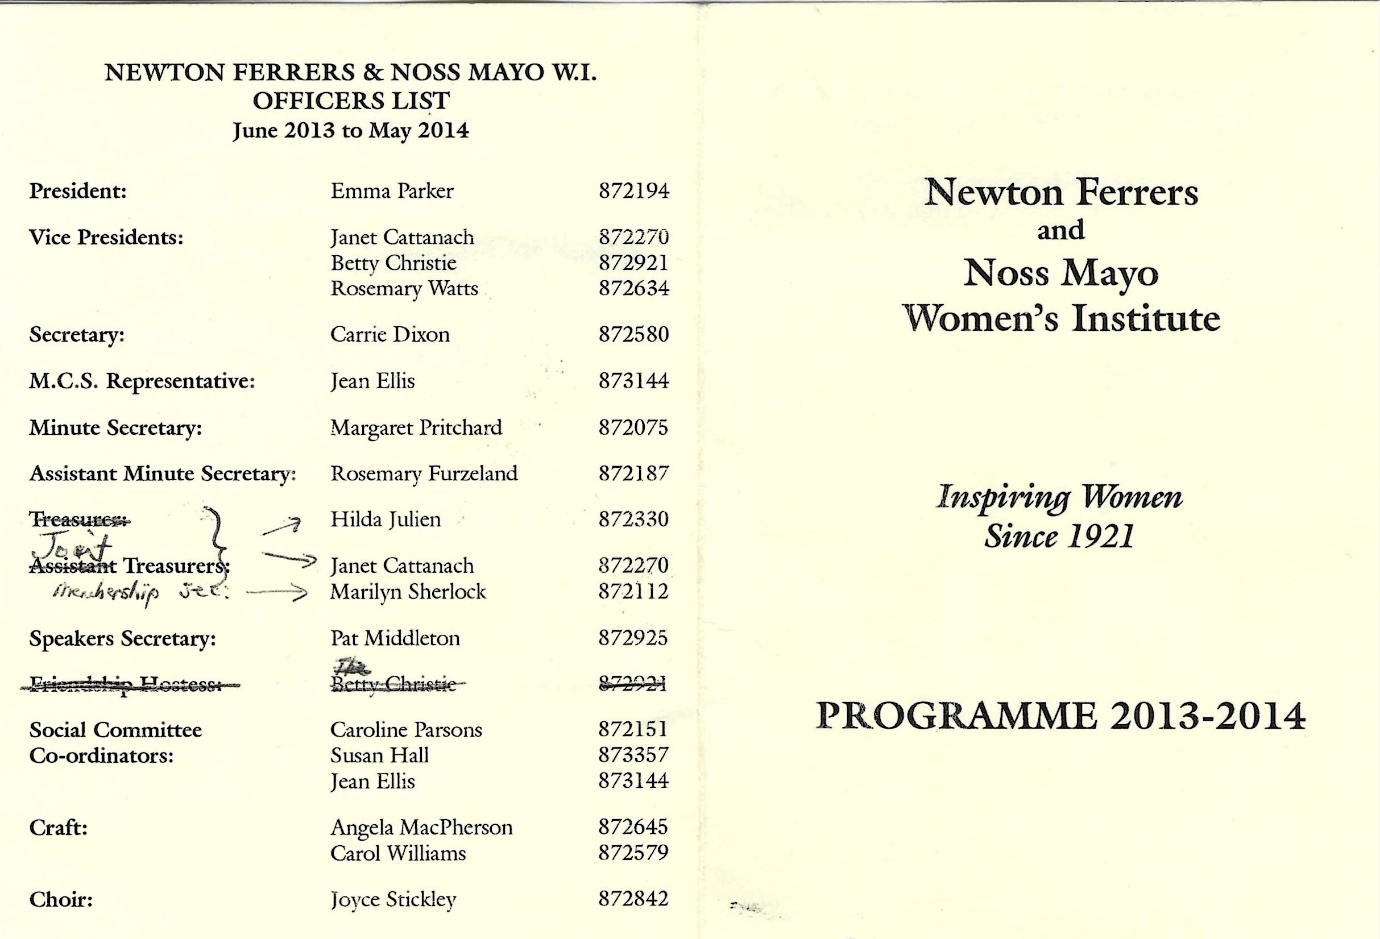 NEWTON FERRERS & NOSS MAYO W.I.
OFFICERS LIST
June 2013 to May 2014
President: Emma Parker 872194
Vice Presidents: Janet Cattanach 872270
Betty Christie 872921
Rosemary Watts 872634
Secretary: Carrie Dixon 872580
M.C.S. Representative: Jean Ellis 873144
Minute Secretary: Margaret Pritchard 872075
Assistant Minute Secretary: Rosemary Furzeland 872187
Treasurer: Hilda Julien 872330
Joint
Assistant Treasurers: Janet Cattanach 872270
Membership Sec: Marilyn Sherlock 872112
Speakers Secretary: Pat Middleton 872925
Friendship Hostess: Betty Christie 872921
Social Committee Caroline Parsons 872151
Co-ordinators: Susan Hall 873357
Jean Ellis 873144
Craft: Angela MacPherson 872645
Carol Williams 872579
Choir: Joyce Stickley 872842
Newton Ferrers
and
Noss Mayo
Women's Institute
Inspiring Women
Since 1921
PROGRAMME 2013-2014